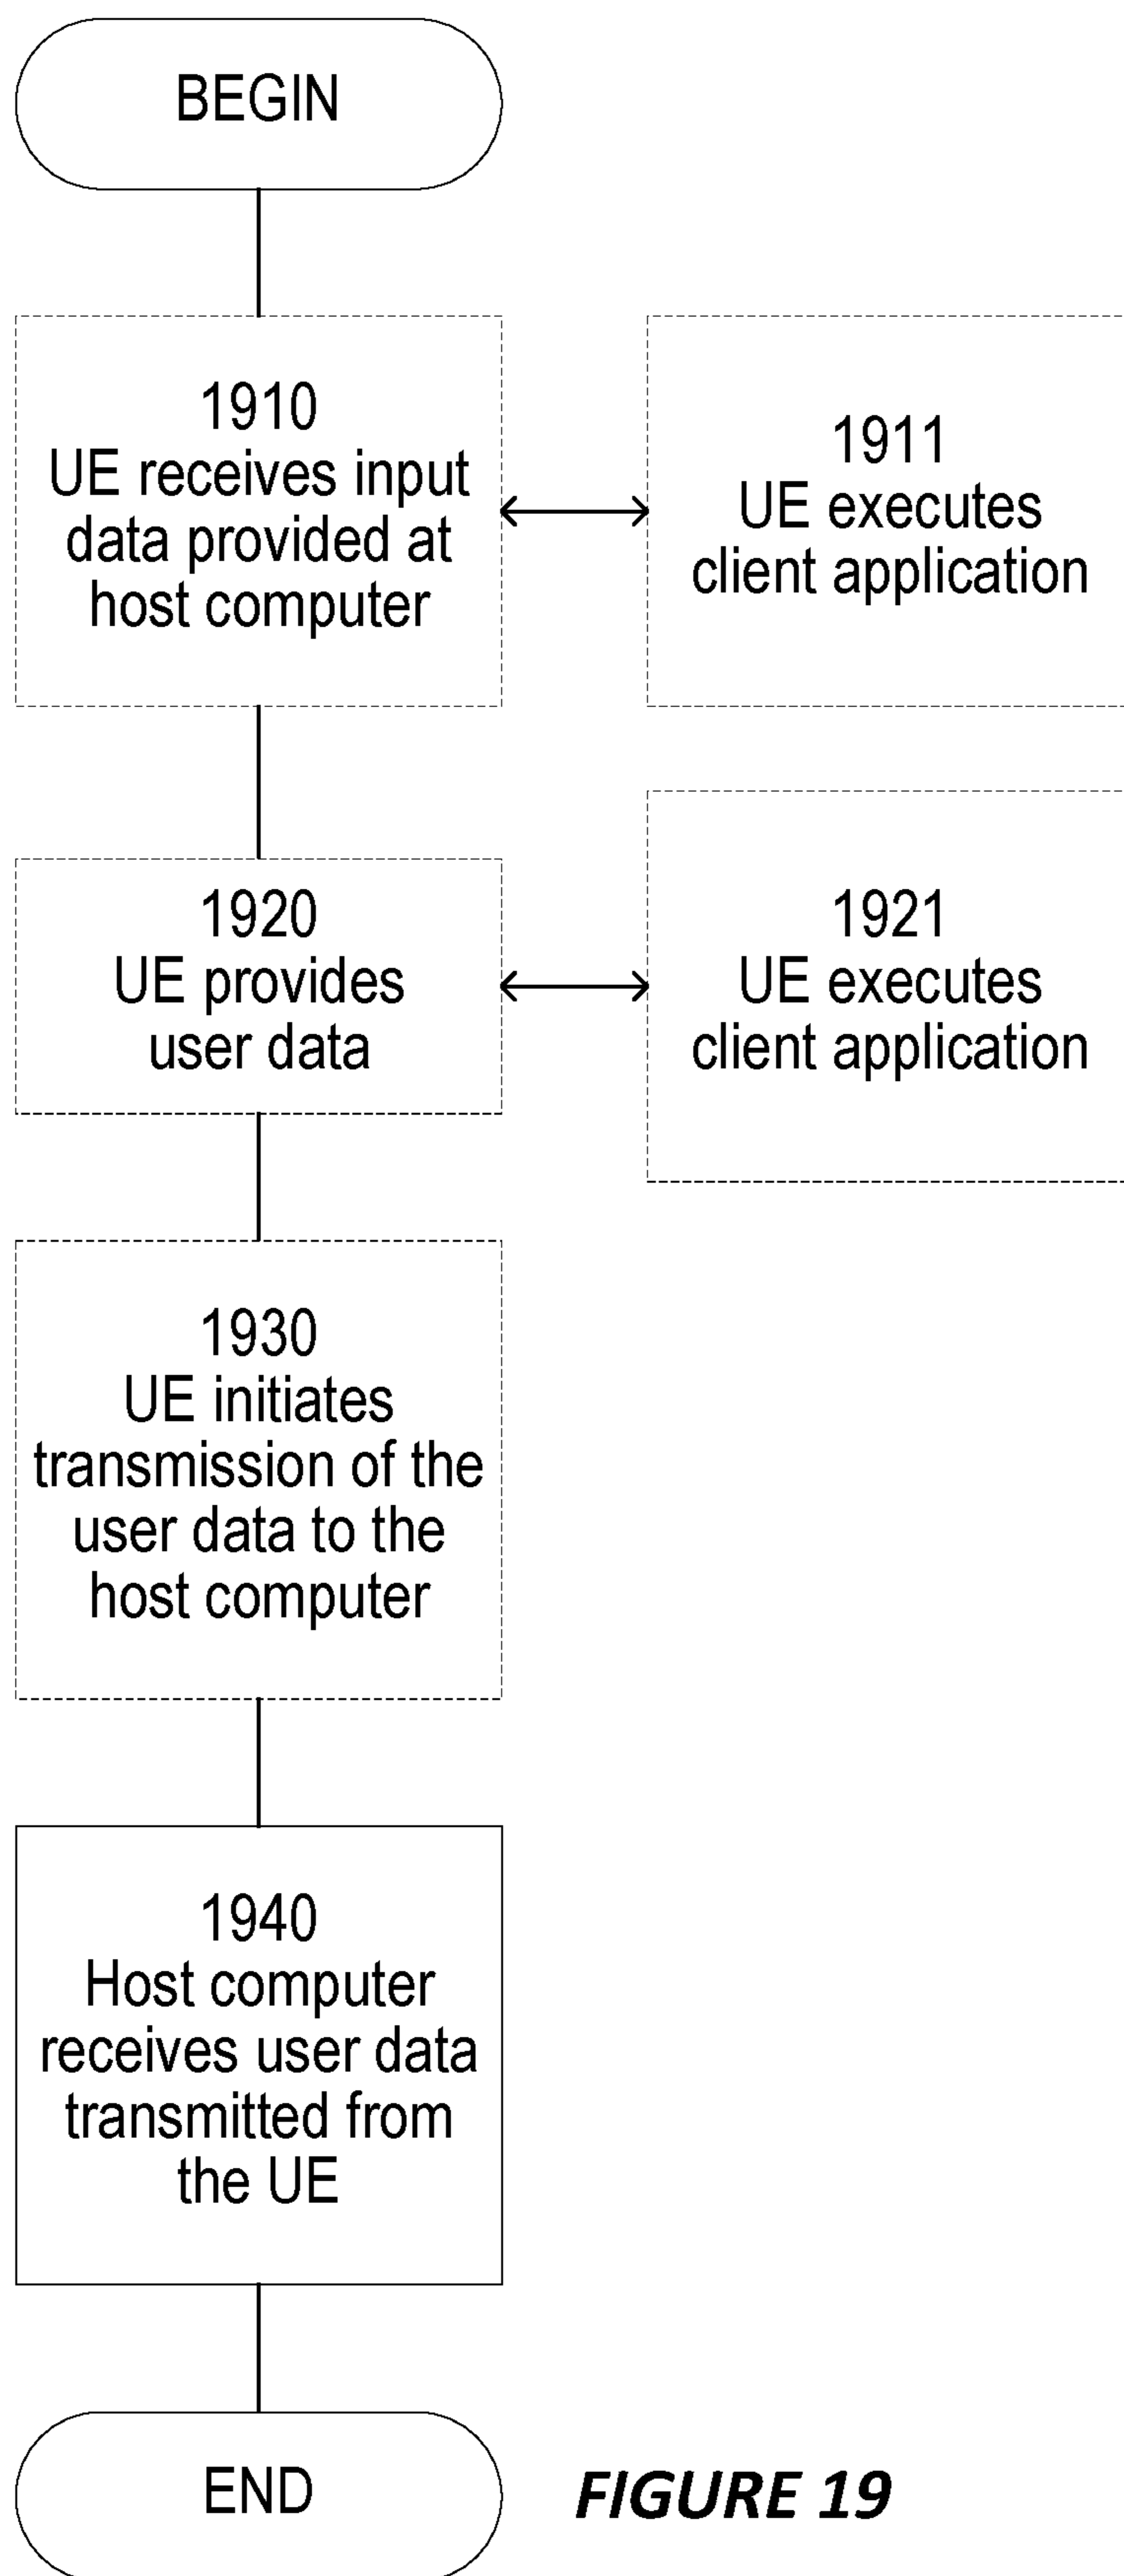 BEGIN
1910
UE receives input
data provided at
host computer
1911
UE executes
client application
1920
UE provides
user data
1921
UE executes
client application
1930
UE initiates
transmission of the
user data to the
host computer
1940
Host computer
receives user data
transmitted from
the UE
END
FIGURE 19